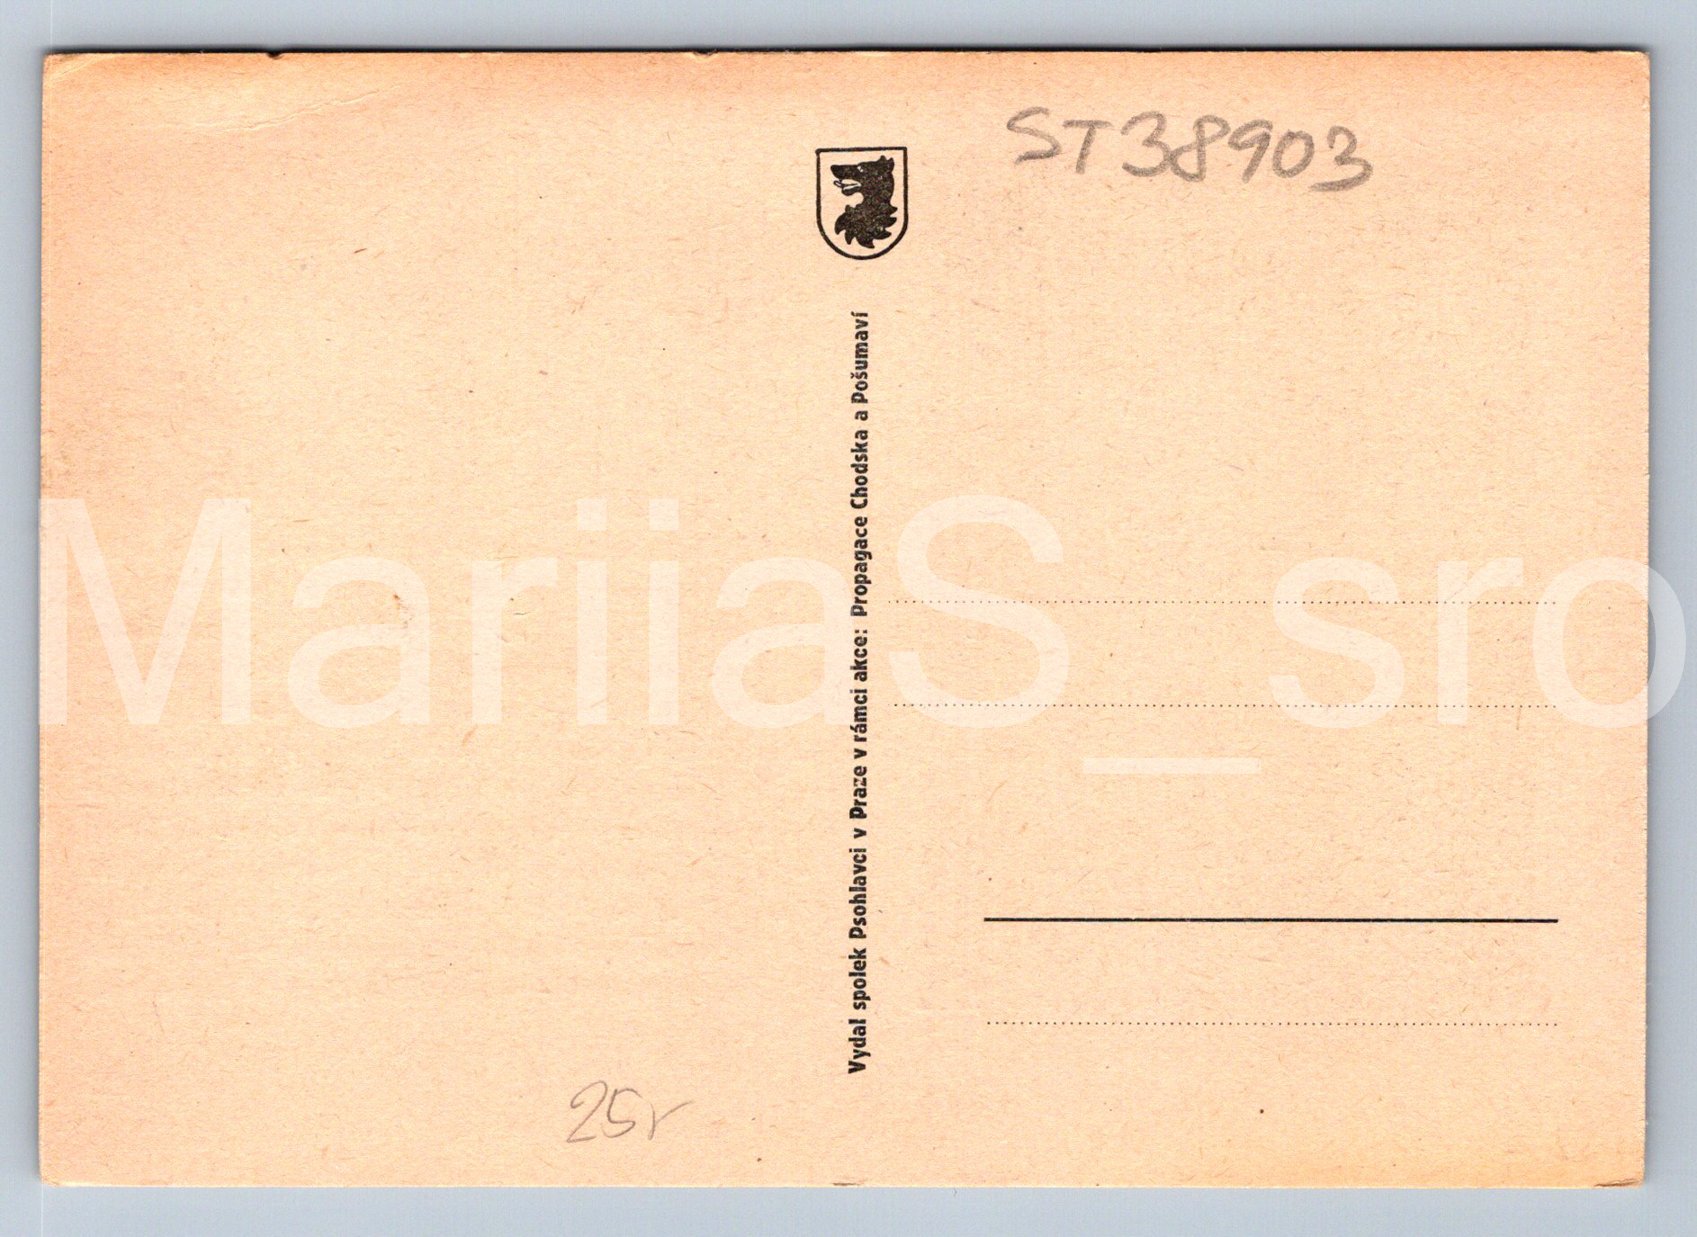 ST38903
Vydal spolek Psohlavci v Praze v rámci akce: Propagace Chodska a Pošumaví
MariiaS_sro
25r